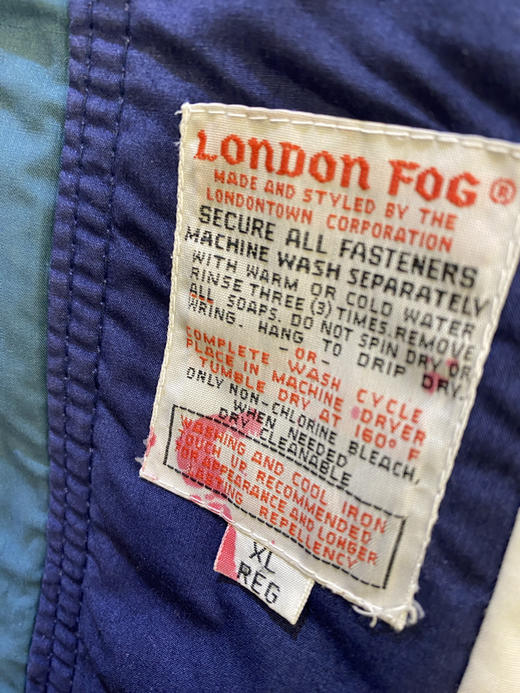 LONDON FOG®
MADE AND STYLED BY THE
LONDONTOWN CORPORATION
SECURE ALL FASTENERS
MACHINE WASH SEPARATELY
WITH WARM OR COLD WATER
RINSE THREE (3) TIMES. REMOVE
ALL SOAPS. DO NOT SPIN DRY OR
WRING. HANG TO DRIP DRY.
-OR-
COMPLETE WASH CYCLE
PLACE IN MACHINE DRYER
TUMBLE DRY AT 160° F
ONLY NON-CHLORINE BLEACH,
WHEN NEEDED
DRY CLEANABLE
WASHING AND COOL IRON
TOUCH UP RECOMMENDED
FOR APPEARANCE AND LONGER
LASTING REPELLENCY
XL
REG